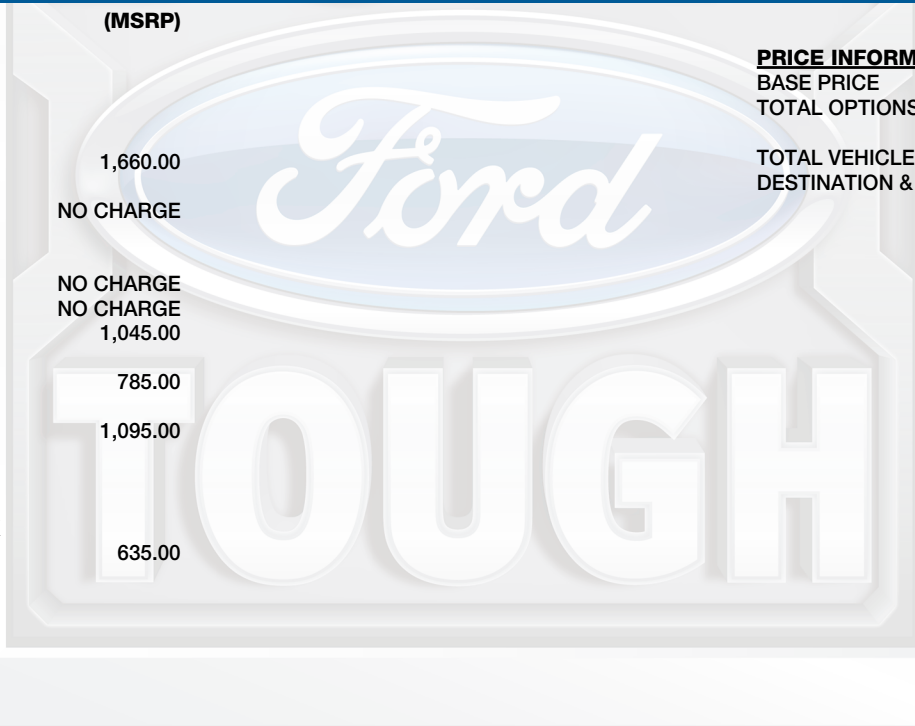 (MSRP)
1,660.00
NO CHARGE
NO CHARGE
NO CHARGE
1,045.00
785.00
1,095.00
635.00
PRICE INFORM
BASE PRICE
TOTAL OPTIONS
TOTAL VEHICLE
DESTINATION &
Ford
TOUGH